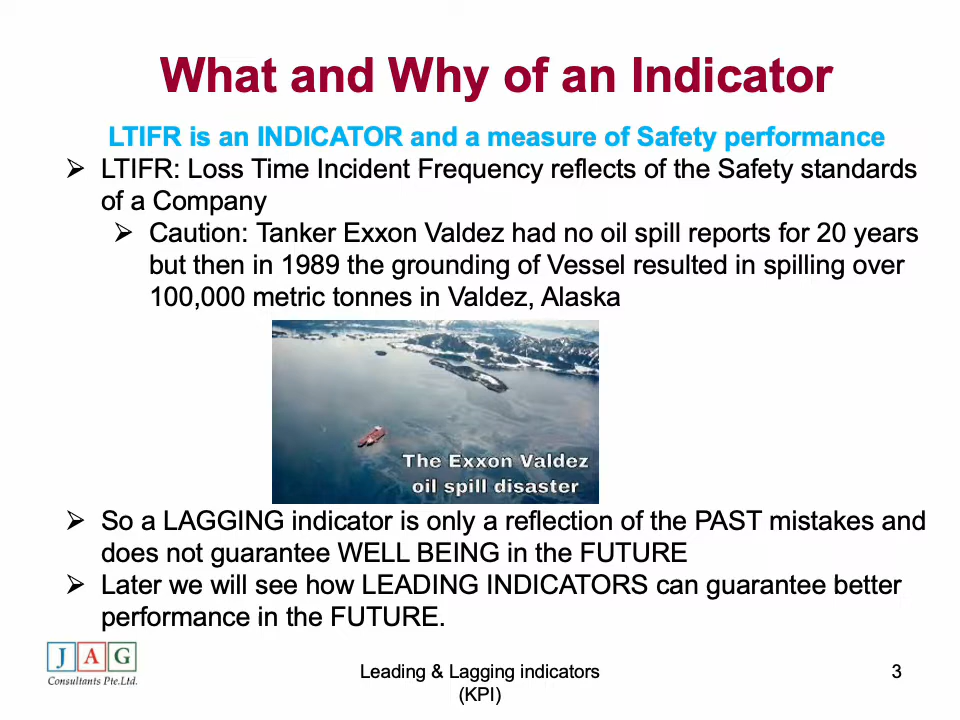 What and Why of an Indicator
LTIFR is an INDICATOR and a measure of Safety performance
➢ LTIFR: Loss Time Incident Frequency reflects of the Safety standards
of a Company
➢ Caution: Tanker Exxon Valdez had no oil spill reports for 20 years
but then in 1989 the grounding of Vessel resulted in spilling over
100,000 metric tonnes in Valdez, Alaska
The Exxon Valdez
oil spill disaster
➢ So a LAGGING indicator is only a reflection of the PAST mistakes and
does not guarantee WELL BEING in the FUTURE
➢ Later we will see how LEADING INDICATORS can guarantee better
performance in the FUTURE.
J A G
Consultants Pte.Ltd.
Leading & Lagging indicators
(KPI)
3